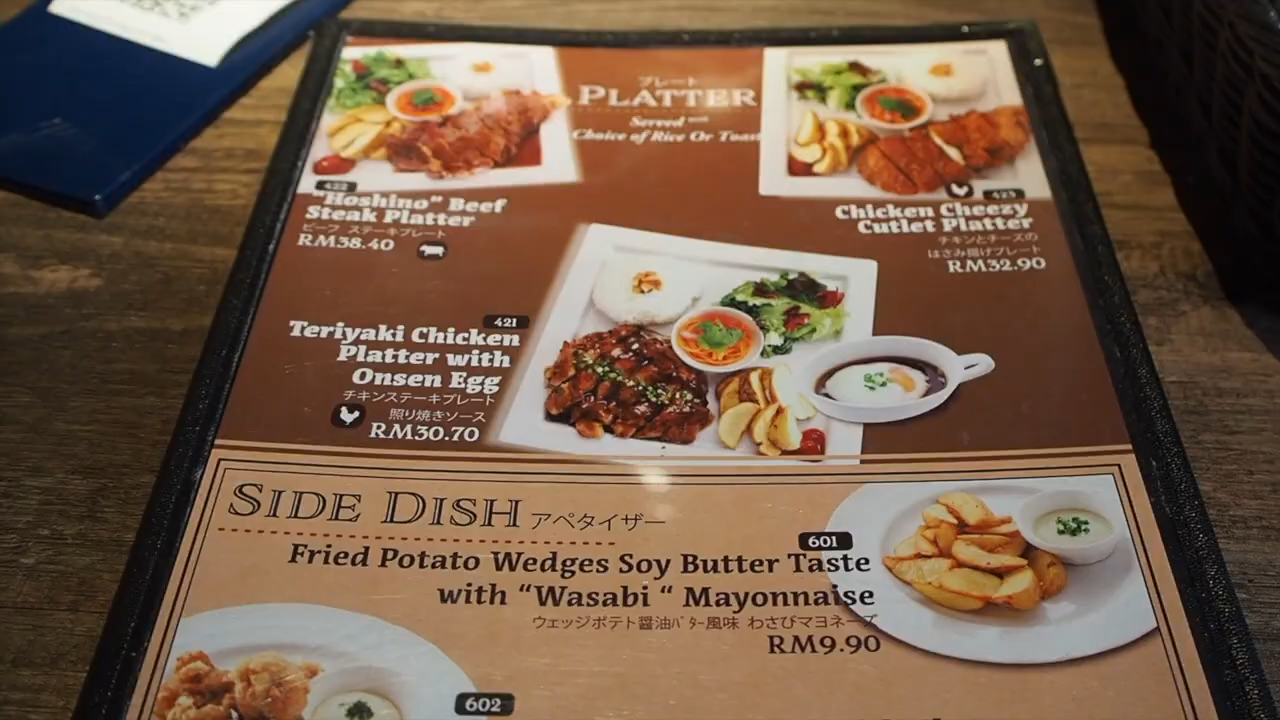 プレート
PLATTER
Served with
Choice of Rice Or Toast
422
"Hoshino" Beef
Steak Platter
ビーフ ステーキプレート
RM38.40
423
Chicken Cheezy
Cutlet Platter
チキンとチーズの
はさみ揚げプレート
RM32.90
421
Teriyaki Chicken
Platter with
Onsen Egg
チキンステーキプレート
照り焼きソース
RM30.70
SIDE DISH アペタイザー
601
Fried Potato Wedges Soy Butter Taste
with “Wasabi “ Mayonnaise
ウェッジポテト醤油バター風味 わさびマヨネーズ
RM9.90
602